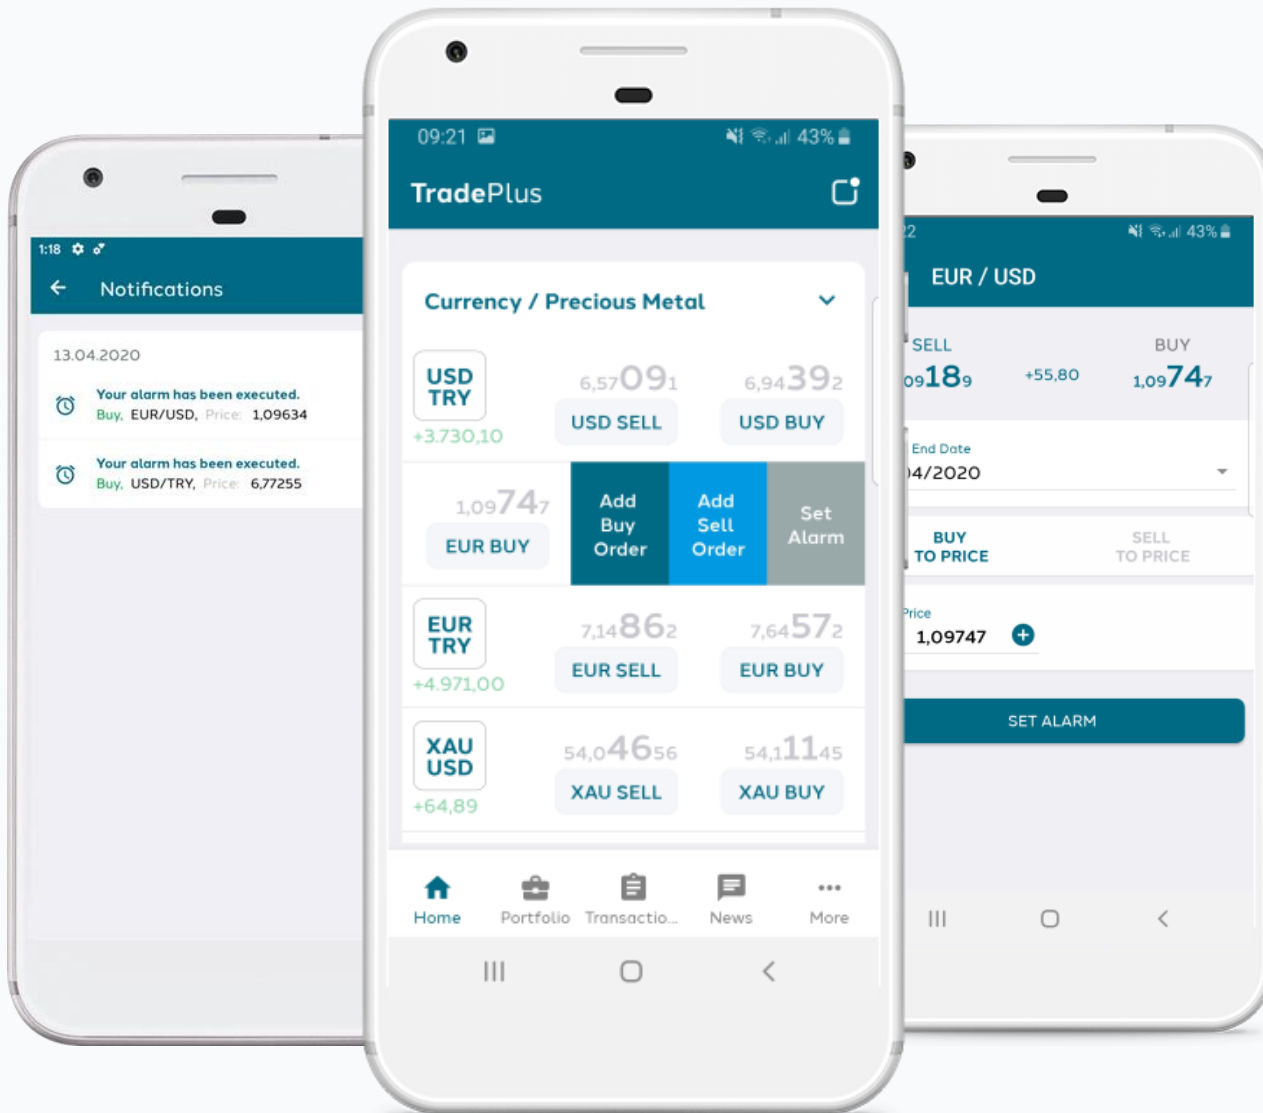 1:18
Notifications
13.04.2020
Your alarm has been executed.
Buy, EUR/USD, Price: 1,09634
Your alarm has been executed.
Buy, USD/TRY, Price: 6,77255
09:21 43%
TradePlus
Currency / Precious Metal
USD
TRY
+3.730,10
6,57091
USD SELL
6,94392
USD BUY
1,09747
EUR BUY
Add
Buy
Order
Add
Sell
Order
Set
Alarm
EUR
TRY
+4.971,00
7,14862
EUR SELL
7,64572
EUR BUY
XAU
USD
+64,89
54,04656
XAU SELL
54,11145
XAU BUY
Home
Portfolio
Transactio...
News
More
22 43%
EUR / USD
SELL
09189
+55,80
BUY
1,09747
End Date
04/2020
BUY
TO PRICE
SELL
TO PRICE
Price
1,09747
SET ALARM